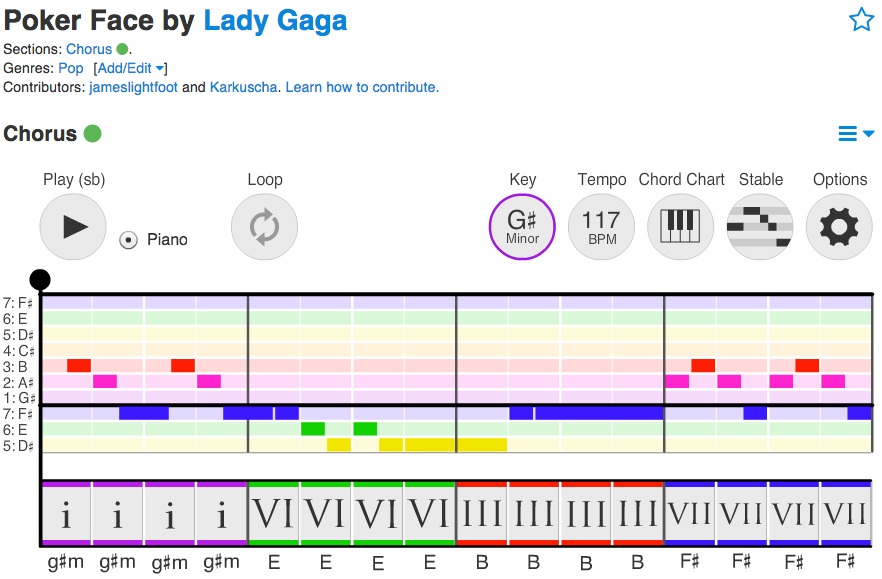 Poker Face by Lady Gaga
Sections: Chorus .
Genres: Pop [Add/Edit ]
Contributors: jameslightfoot and Karkuscha. Learn how to contribute.
Chorus
Play (sb) Loop Key Tempo Chord Chart Stable Options
Piano
G♯ 117
Minor BPM
7: F♯
6: E
5: D♯
4: C♯
3: B
2: A♯
1: G♯
7: F♯
6: E
5: D♯
i i i i VI VI VI VI III III III III VII VII VII VII
g♯m g♯m g♯m g♯m E E E E B B B B F♯ F♯ F♯ F♯